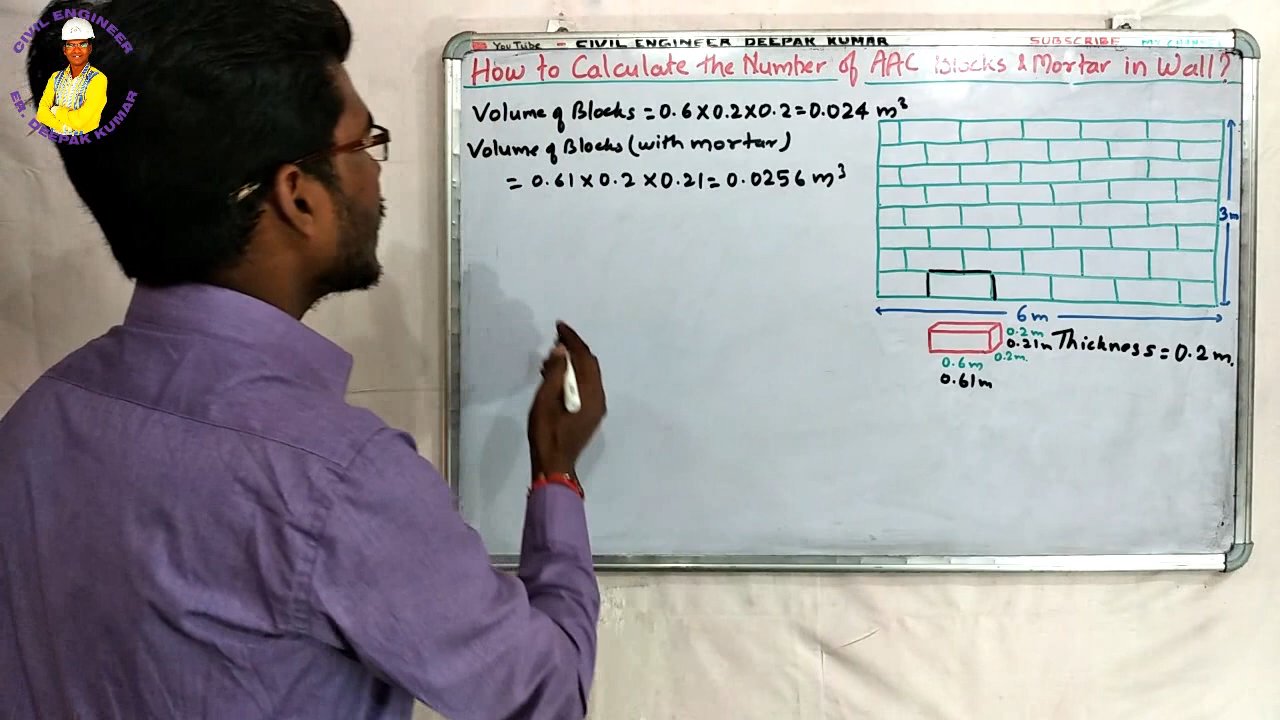 CIVIL ENGINEER
ER. DEEPAK KUMAR
YouTube - CIVIL ENGINEER DEEPAK KUMAR SUBSCRIBE MY CHANNEL
How to Calculate the Number of AAC Blocks & Mortar in Wall?
Volume of Blocks = 0.6 × 0.2 × 0.2 = 0.024 m³
Volume of Blocks (with mortar)
= 0.61 × 0.2 × 0.21 = 0.0256 m³
3m
6m
0.2m
0.21m
0.2m
0.6m
0.61m
Thickness = 0.2 m.